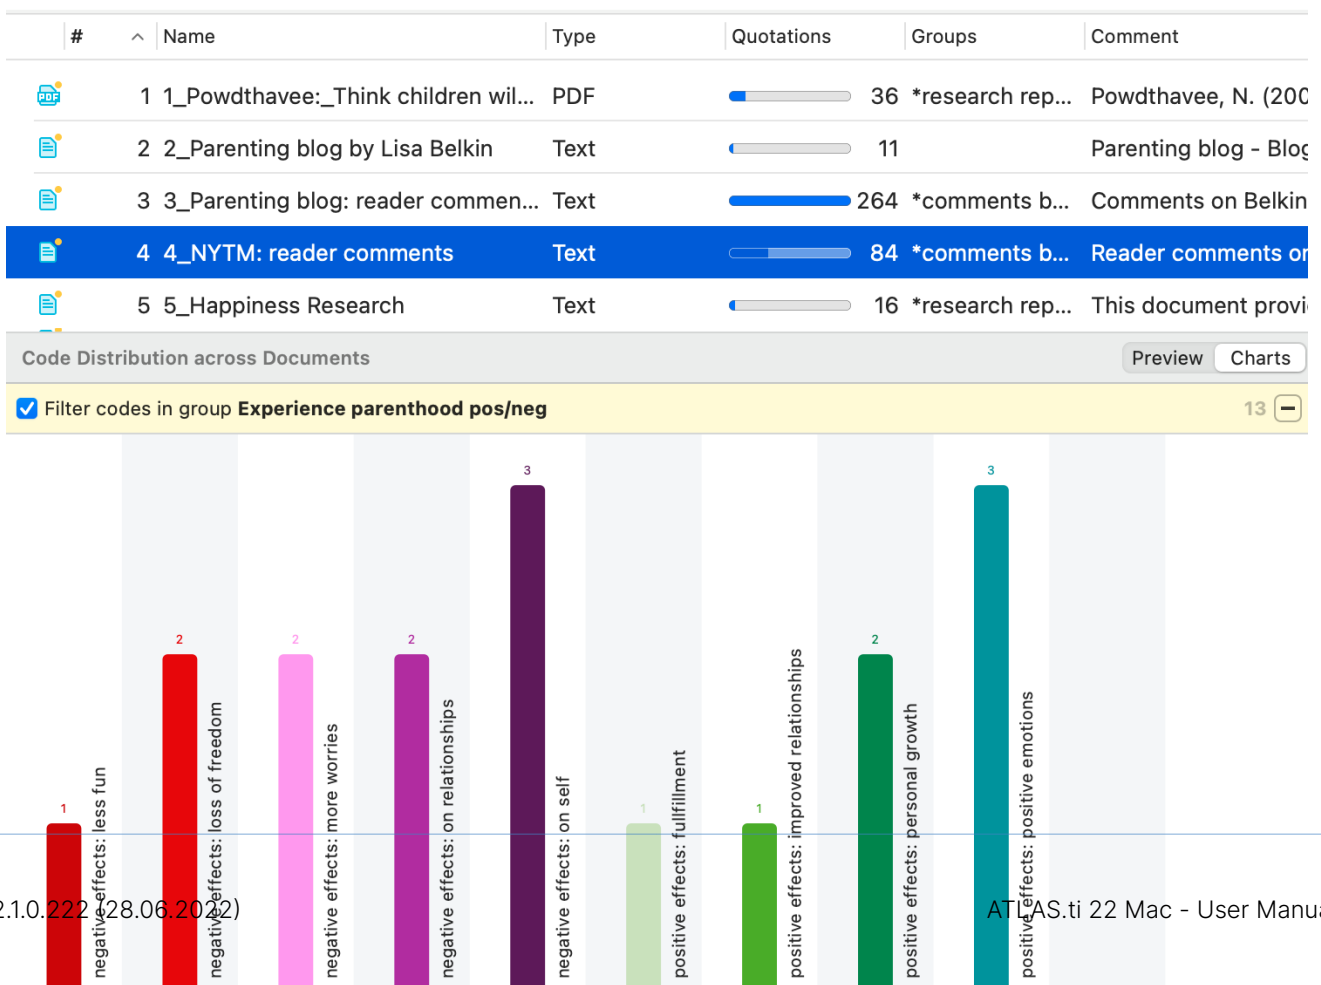 # Name Type Quotations Groups Comment
PDF 1 1_Powdthavee:_Think children wil... PDF 36 *research rep... Powdthavee, N. (200
2 2_Parenting blog by Lisa Belkin Text 11 Parenting blog - Blog
3 3_Parenting blog: reader commen... Text 264 *comments b... Comments on Belkin
4 4_NYTM: reader comments Text 84 *comments b... Reader comments or
5 5_Happiness Research Text 16 *research rep... This document provi
Code Distribution across Documents Preview Charts
Filter codes in group Experience parenthood pos/neg 13
1
negative effects: less fun
2
negative effects: loss of freedom
2
negative effects: more worries
2
negative effects: on relationships
3
negative effects: on self
1
positive effects: fullfillment
1
positive effects: improved relationships
2
positive effects: personal growth
3
positive effects: positive emotions
2.1.0.222 (28.06.2022) ATLAS.ti 22 Mac - User Manua